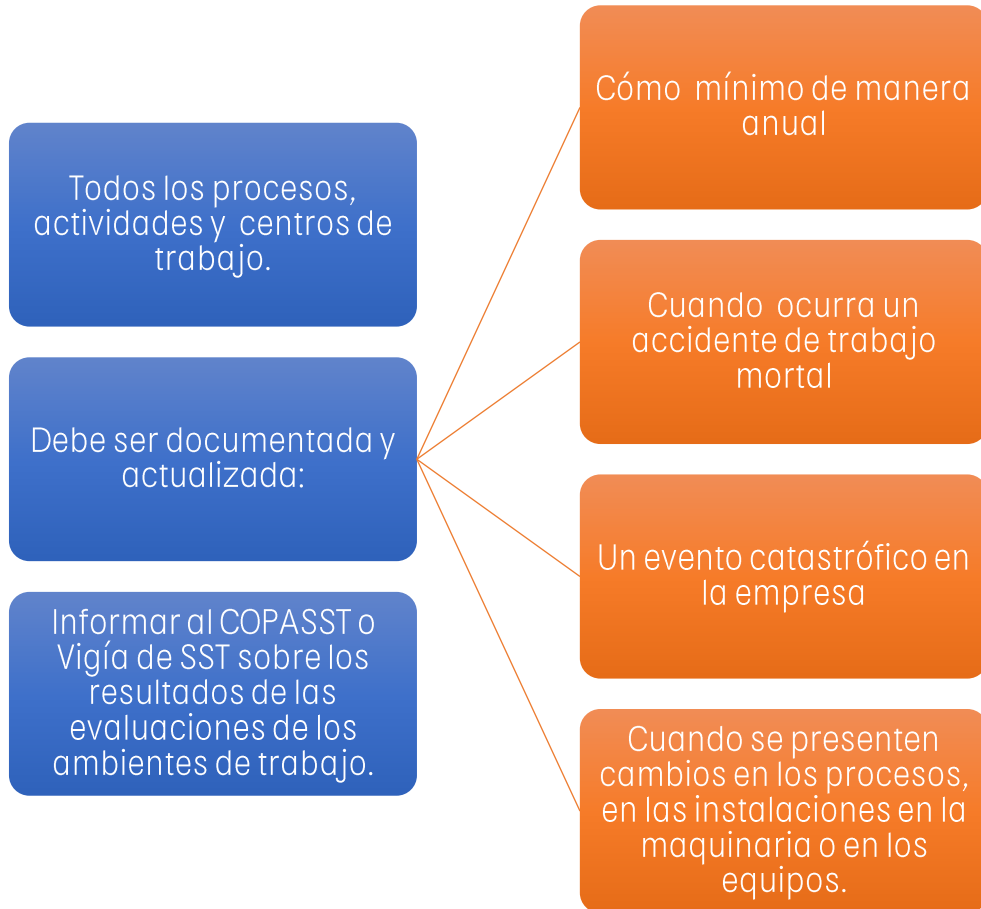 Todos los procesos,
actividades y centros de
trabajo.
Debe ser documentada y
actualizada:
Informar al COPASST o
Vigía de SST sobre los
resultados de las
evaluaciones de los
ambientes de trabajo.
Cómo mínimo de manera
anual
Cuando ocurra un
accidente de trabajo
mortal
Un evento catastrófico en
la empresa
Cuando se presenten
cambios en los procesos,
en las instalaciones en la
maquinaria o en los
equipos.